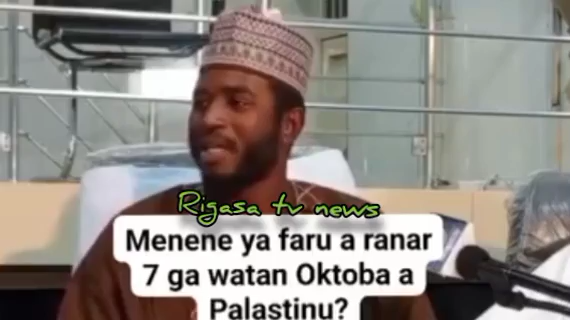 Rigasa tv news
Menene ya faru a ranar
7 ga watan Oktoba a
Palastinu?